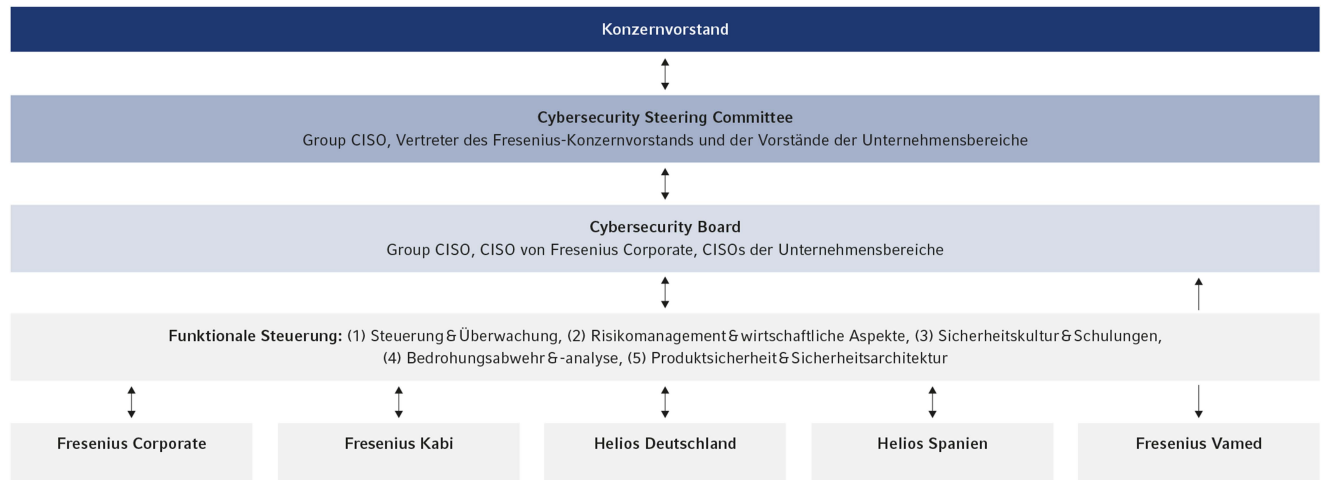 Konzernvorstand
Cybersecurity Steering Committee
Group CISO, Vertreter des Fresenius-Konzernvorstands und der Vorstände der Unternehmensbereiche
Cybersecurity Board
Group CISO, CISO von Fresenius Corporate, CISOs der Unternehmensbereiche
Funktionale Steuerung: (1) Steuerung & Überwachung, (2) Risikomanagement & wirtschaftliche Aspekte, (3) Sicherheitskultur & Schulungen,
(4) Bedrohungsabwehr & -analyse, (5) Produktsicherheit & Sicherheitsarchitektur
Fresenius Corporate
Fresenius Kabi
Helios Deutschland
Helios Spanien
Fresenius Vamed